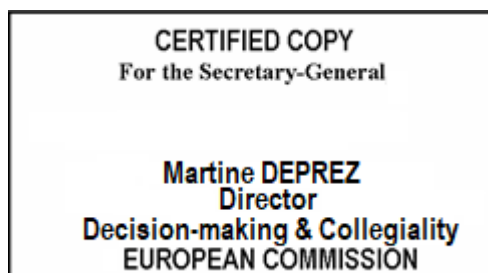 CERTIFIED COPY
For the Secretary-General
Martine DEPREZ
Director
Decision-making & Collegiality
EUROPEAN COMMISSION